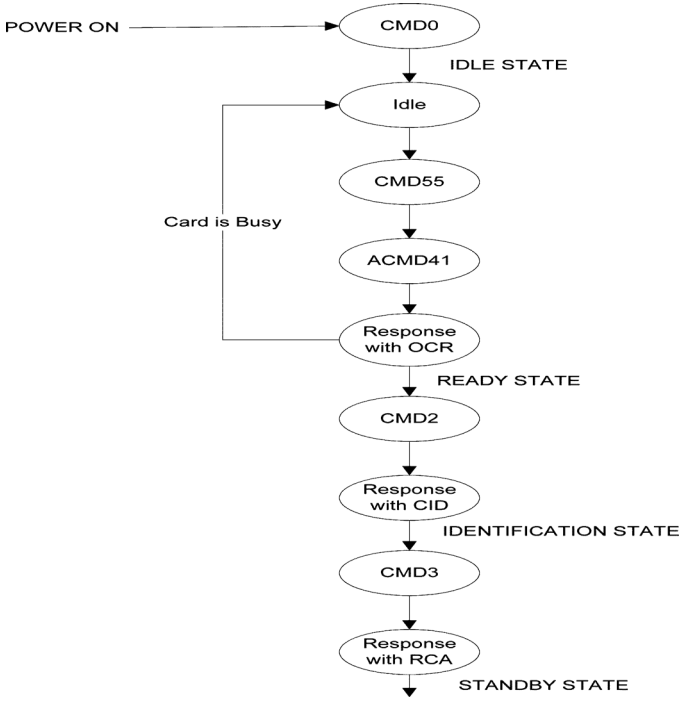 POWER ON
CMD0
IDLE STATE
Idle
CMD55
Card is Busy
ACMD41
Response
with OCR
READY STATE
CMD2
Response
with CID
IDENTIFICATION STATE
CMD3
Response
with RCA
STANDBY STATE